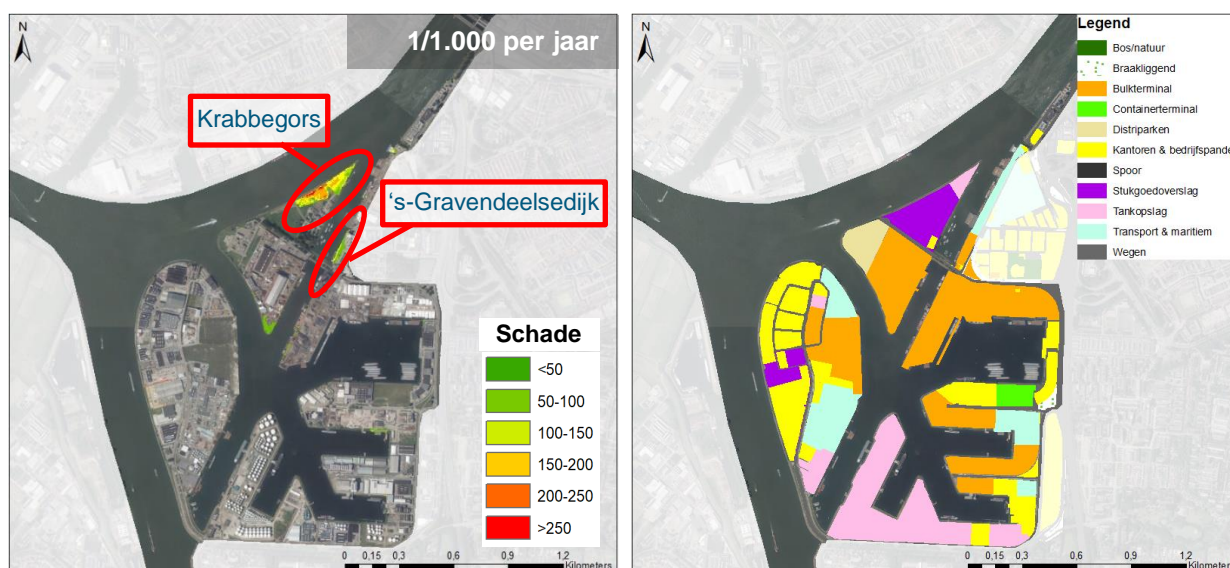 N
1/1.000 per jaar
Krabbegors
‘s-Gravendeelsedijk
Schade
<50
50-100
100-150
150-200
200-250
>250
0 0,15 0,3 0,6 0,9 1,2
Kilometers
N
Legend
Bos/natuur
Braakliggend
Bulkterminal
Containerterminal
Distriparken
Kantoren & bedrijfspande
Spoor
Stukgoedoverslag
Tankopslag
Transport & maritiem
Wegen
0 0,15 0,3 0,6 0,9 1,2
Kilometers